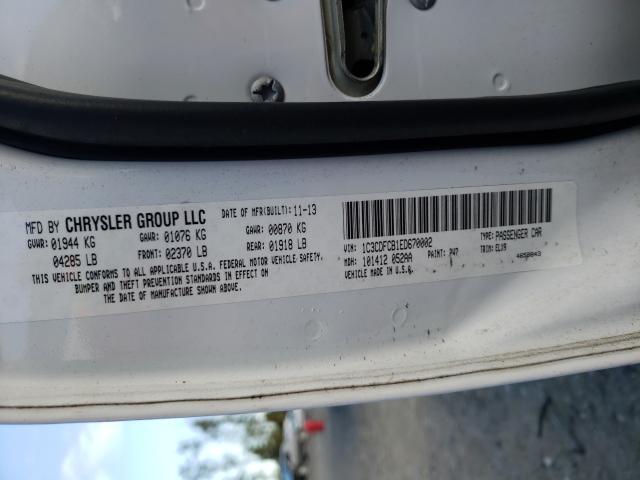 MFD BY CHRYSLER GROUP LLC DATE OF MFR(BUILT): 11-13
GVWR: 01944 KG GAWR: 01076 KG GAWR: 00870 KG
04285 LB FRONT: 02370 LB REAR: 01918 LB
THIS VEHICLE CONFORMS TO ALL APPLICABLE U.S.A. FEDERAL MOTOR VEHICLE SAFETY,
BUMPER AND THEFT PREVENTION STANDARDS IN EFFECT ON
THE DATE OF MANUFACTURE SHOWN ABOVE.
VIN: 1C3CDFCB1ED670002 TYPE: PASSENGER CAR
MDH: 101412 052AA PAINT: PW7 TRIM: ELX9
MADE IN U.S.A. 4658843